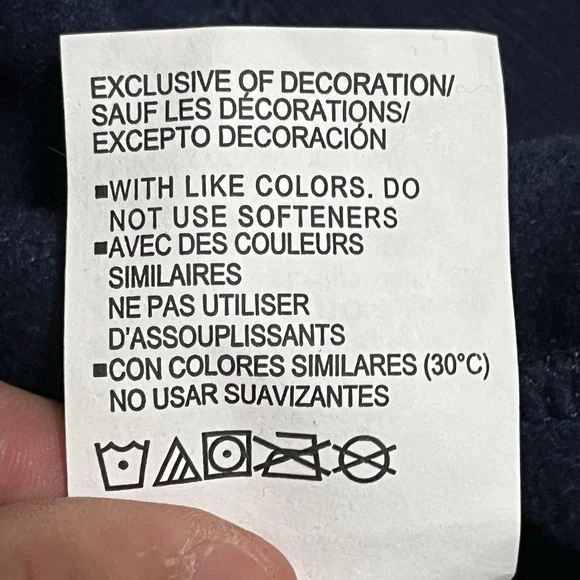 EXCLUSIVE OF DECORATION/
SAUF LES DÉCORATIONS/
EXCEPTO DECORACIÓN
■WITH LIKE COLORS. DO
NOT USE SOFTENERS
■AVEC DES COULEURS
SIMILAIRES
NE PAS UTILISER
D'ASSOUPLISSANTS
■CON COLORES SIMILARES (30°C)
NO USAR SUAVIZANTES